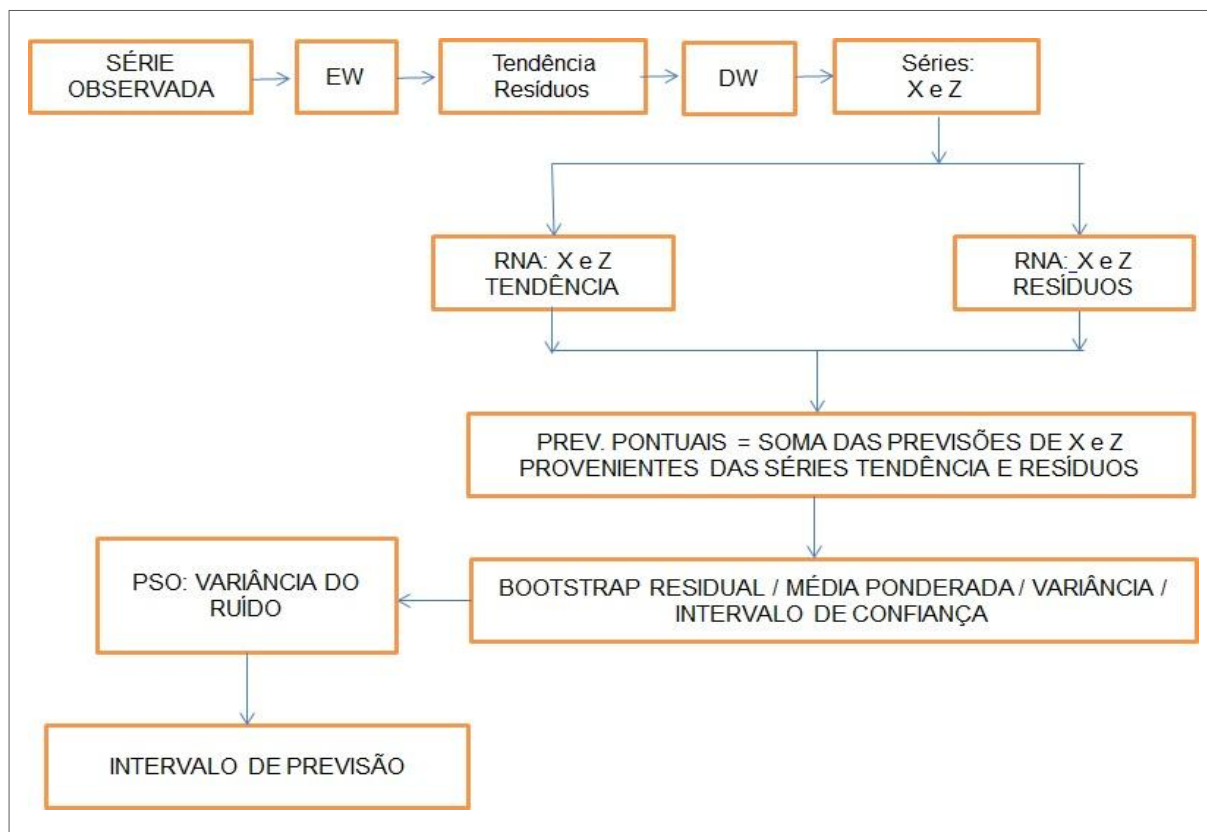 SÉRIE
OBSERVADA
EW
Tendência
Resíduos
DW
Séries:
X e Z
RNA: X e Z
TENDÊNCIA
RNA: X e Z
RESÍDUOS
PREV. PONTUAIS = SOMA DAS PREVISÕES DE X e Z
PROVENIENTES DAS SÉRIES TENDÊNCIA E RESÍDUOS
PSO: VARIÂNCIA DO
RUÍDO
BOOTSTRAP RESIDUAL / MÉDIA PONDERADA / VARIÂNCIA /
INTERVALO DE CONFIANÇA
INTERVALO DE PREVISÃO